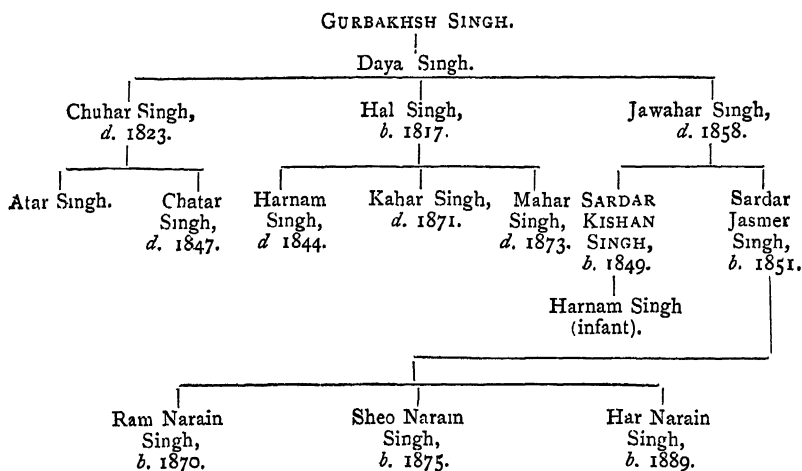 GURBAKHSH SINGH.
Daya Singh.
Chuhar Singh,
d. 1823.
Hal Singh,
b. 1817.
Jawahar Singh,
d. 1858.
Atar Singh.
Chatar
Singh,
d. 1847.
Harnam
Singh,
d 1844.
Kahar Singh,
d. 1871.
Mahar
Singh,
d. 1873.
SARDAR
KISHAN
SINGH,
b. 1849.
Sardar
Jasmer
Singh,
b. 1851.
Harnam Singh
(infant).
Ram Narain
Singh,
b. 1870.
Sheo Narain
Singh,
b. 1875.
Har Narain
Singh,
b. 1889.